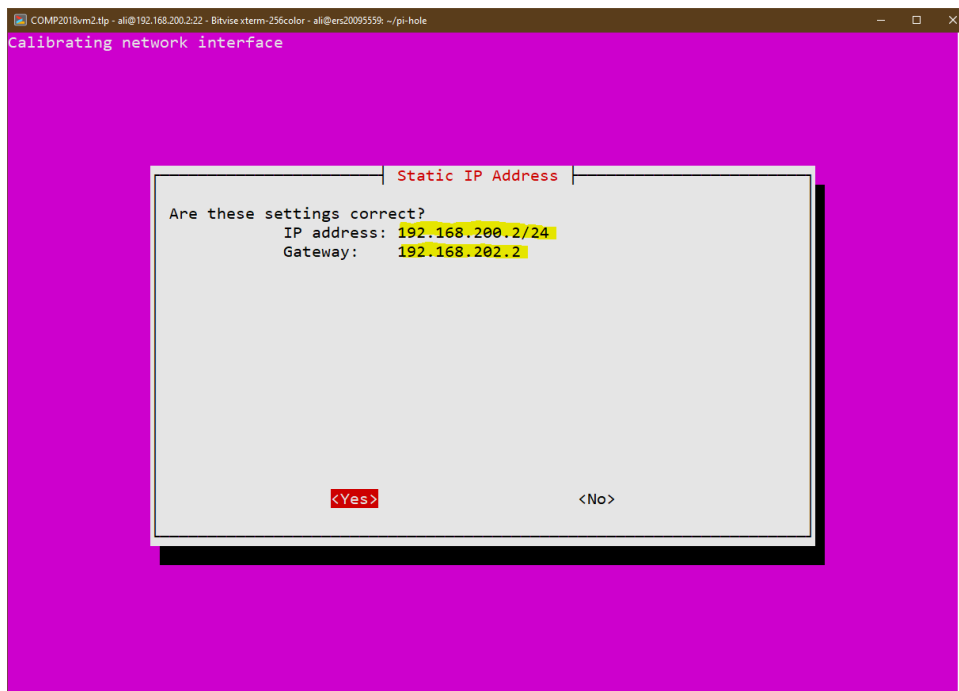 COMP2018vm2.tlp - ali@192.168.200.2:22 - Bitvise xterm-256color - ali@ers20095559: ~/pi-hole
Calibrating network interface
Static IP Address
Are these settings correct?
IP address: 192.168.200.2/24
Gateway: 192.168.202.2
<Yes> <No>